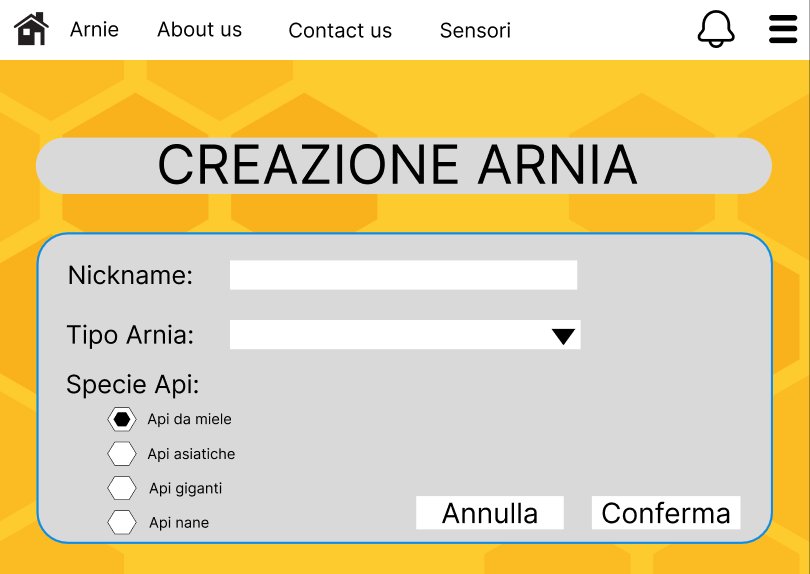 Arnie About us Contact us Sensori
CREAZIONE ARNIA
Nickname:
Tipo Arnia:
Specie Api:
Api da miele
Api asiatiche
Api giganti
Api nane
Annulla Conferma